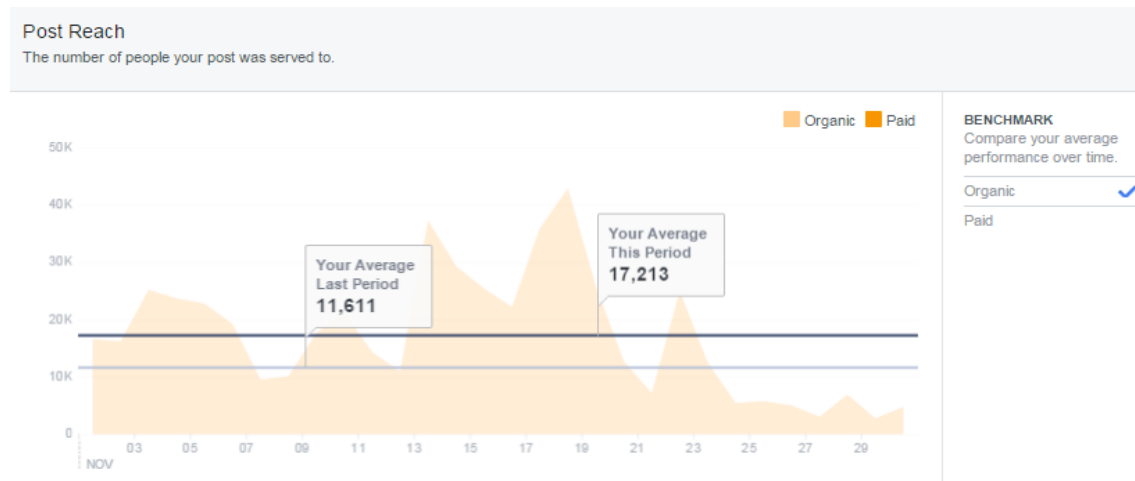 Post Reach
The number of people your post was served to.
Organic Paid
BENCHMARK
Compare your average
performance over time.
Organic
Paid
50K
40K
30K
20K
10K
0
Your Average
Last Period
11,611
Your Average
This Period
17,213
03 05 07 09 11 13 15 17 19 21 23 25 27 29
NOV